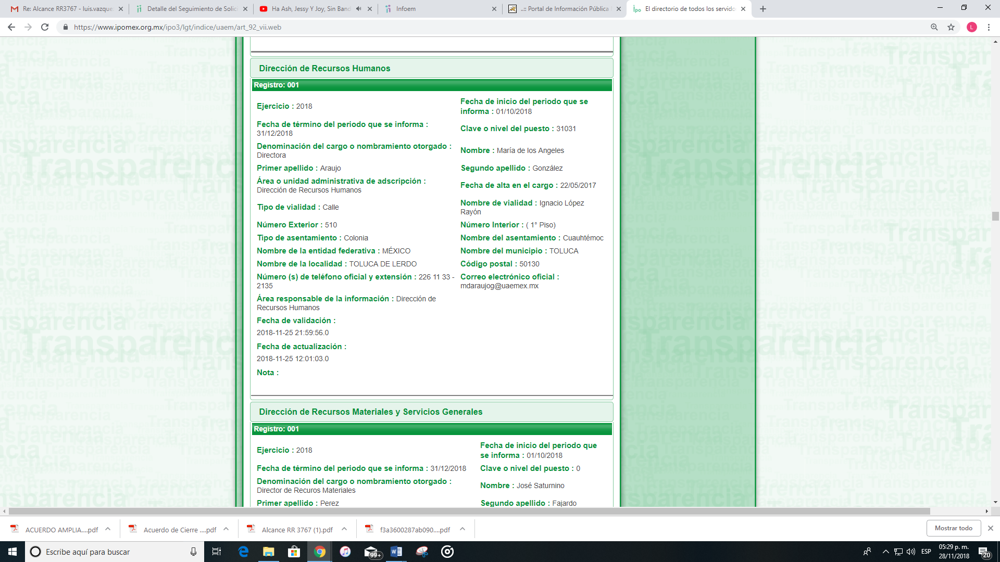 Re: Alcance RR3767 - luis.vazque
Detalle del Seguimiento de Solici
Ha Ash, Jessy Y Joy, Sin Band
Infoem
..:: Portal de Información Pública
El directorio de todos los servido
https://www.ipomex.org.mx/ipo3/lgt/indice/uaem/art_92_vii.web
L
Dirección de Recursos Humanos
Registro: 001
Ejercicio : 2018
Fecha de inicio del periodo que se
informa : 01/10/2018
Fecha de término del periodo que se informa :
31/12/2018
Clave o nivel del puesto : 31031
Denominación del cargo o nombramiento otorgado :
Directora
Nombre : María de los Angeles
Primer apellido : Araujo
Segundo apellido : González
Área o unidad administrativa de adscripción :
Dirección de Recursos Humanos
Fecha de alta en el cargo : 22/05/2017
Tipo de vialidad : Calle
Nombre de vialidad : Ignacio López
Rayón
Número Exterior : 510
Número Interior : ( 1° Piso)
Tipo de asentamiento : Colonia
Nombre del asentamiento : Cuauhtémoc
Nombre de la entidad federativa : MÉXICO
Nombre del municipio : TOLUCA
Nombre de la localidad : TOLUCA DE LERDO
Código postal : 50130
Número (s) de teléfono oficial y extensión : 226 11 33 -
2135
Correo electrónico oficial :
mdaraujog@uaemex.mx
Área responsable de la información : Dirección de
Recursos Humanos
Fecha de validación :
2018-11-25 21:59:56.0
Fecha de actualización :
2018-11-25 12:01:03.0
Nota :
Dirección de Recursos Materiales y Servicios Generales
Registro: 001
Ejercicio : 2018
Fecha de inicio del periodo que
se informa : 01/10/2018
Fecha de término del periodo que se informa : 31/12/2018
Clave o nivel del puesto : 0
Denominación del cargo o nombramiento otorgado :
Director de Recuros Materiales
Nombre : José Saturnino
Primer apellido : Perez
Segundo apellido : Fajardo
ACUERDO AMPLIA....pdf
Acuerdo de Cierre ....pdf
Alcance RR 3767 (1).pdf
f3a3600287ab090....pdf
Mostrar todo
Escribe aquí para buscar
99+
ESP
05:29 p. m.
28/11/2018
20